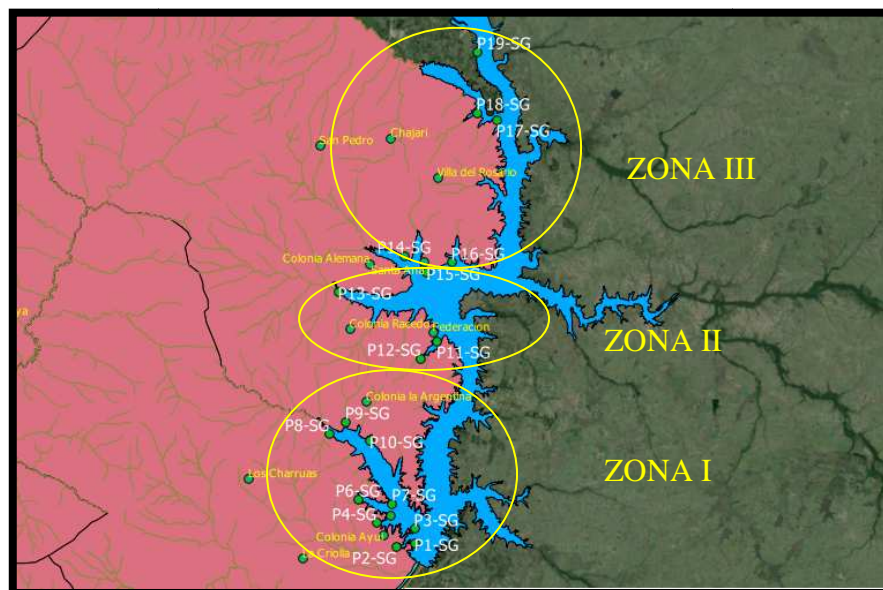 P19-SG
P18-SG
P17-SG
Chajarí
San Pedro
Villa del Rosario
ZONA III
P14-SG
P16-SG
Colonia Alemana
Santa Ana
P15-SG
P13-SG
Colonia Racedo
Federación
ZONA II
P12-SG
P11-SG
Colonia la Argentina
P9-SG
P8-SG
P10-SG
ZONA I
Los Charruas
P6-SG
P7-SG
P4-SG
P3-SG
Colonia Ayuí
P1-SG
P2-SG
La Criolla